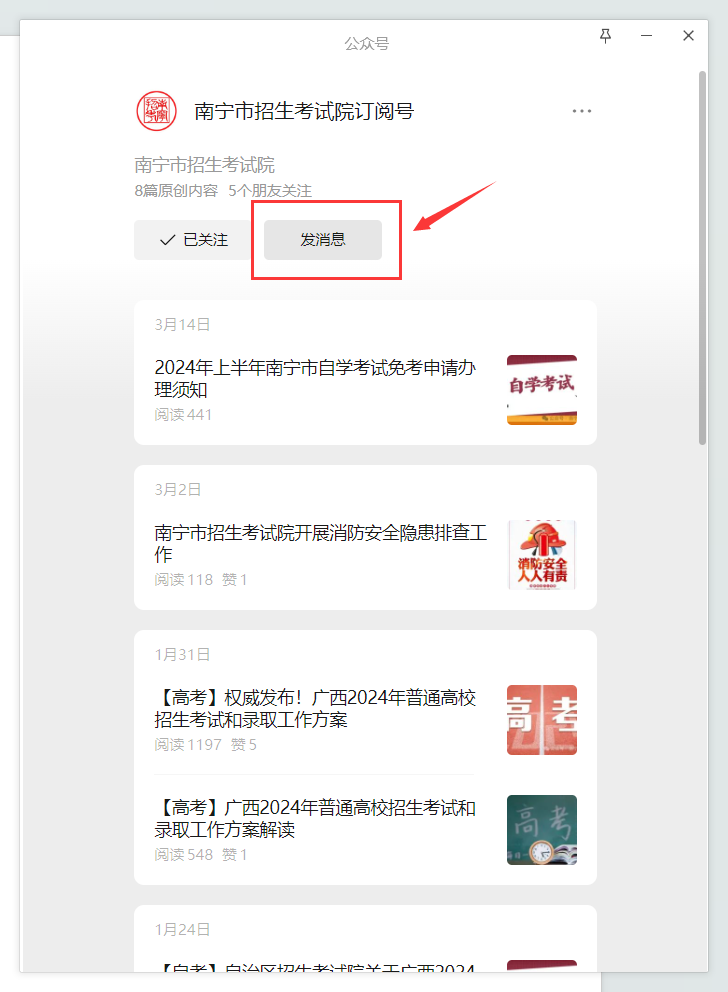 公众号
南宁市招生考试院订阅号
南宁市招生考试院
8篇原创内容 5个朋友关注
已关注
发消息
3月14日
2024年上半年南宁市自学考试免考申请办
理须知
阅读 441
自学考试
3月2日
南宁市招生考试院开展消防安全隐患排查工
作
阅读 118 赞 1
消防安全
人人有责
1月31日
【高考】权威发布！广西2024年普通高校
招生考试和录取工作方案
阅读 1197 赞 5
高考
【高考】广西2024年普通高校招生考试和
录取工作方案解读
阅读 548 赞 1
高考
1月24日
【自考】自治区招生考试院关于广西2024